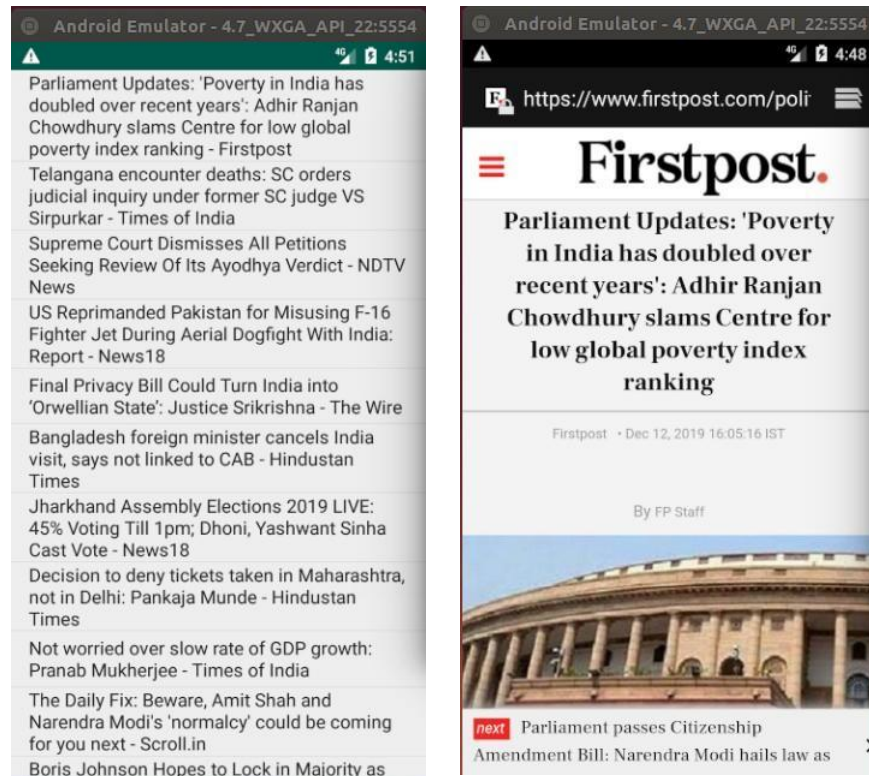 Android Emulator - 4.7_WXGA_API_22:5554
4G 4:51
Parliament Updates: 'Poverty in India has
doubled over recent years': Adhir Ranjan
Chowdhury slams Centre for low global
poverty index ranking - Firstpost
Telangana encounter deaths: SC orders
judicial inquiry under former SC judge VS
Sirpurkar - Times of India
Supreme Court Dismisses All Petitions
Seeking Review Of Its Ayodhya Verdict - NDTV
News
US Reprimanded Pakistan for Misusing F-16
Fighter Jet During Aerial Dogfight With India:
Report - News18
Final Privacy Bill Could Turn India into
‘Orwellian State’: Justice Srikrishna - The Wire
Bangladesh foreign minister cancels India
visit, says not linked to CAB - Hindustan
Times
Jharkhand Assembly Elections 2019 LIVE:
45% Voting Till 1pm; Dhoni, Yashwant Sinha
Cast Vote - News18
Decision to deny tickets taken in Maharashtra,
not in Delhi: Pankaja Munde - Hindustan
Times
Not worried over slow rate of GDP growth:
Pranab Mukherjee - Times of India
The Daily Fix: Beware, Amit Shah and
Narendra Modi's 'normalcy' could be coming
for you next - Scroll.in
Boris Johnson Hopes to Lock in Majority as
Android Emulator - 4.7_WXGA_API_22:5554
4G 4:48
F. https://www.firstpost.com/poli
Firstpost.
Parliament Updates: 'Poverty
in India has doubled over
recent years': Adhir Ranjan
Chowdhury slams Centre for
low global poverty index
ranking
Firstpost • Dec 12, 2019 16:05:16 IST
By FP Staff
next Parliament passes Citizenship
Amendment Bill: Narendra Modi hails law as